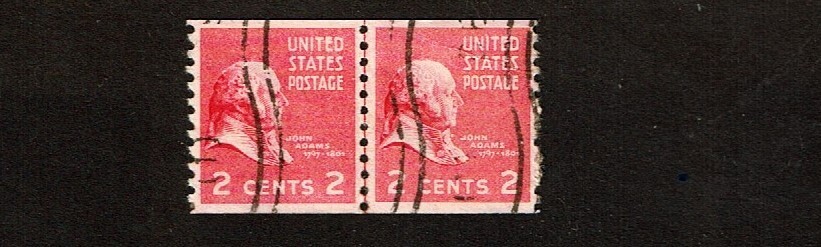 UNITED
STATES
POSTAGE
JOHN
ADAMS
1797-1801
2 CENTS 2
UNITED
STATES
POSTAGE
JOHN
ADAMS
1797-1801
2 CENTS 2